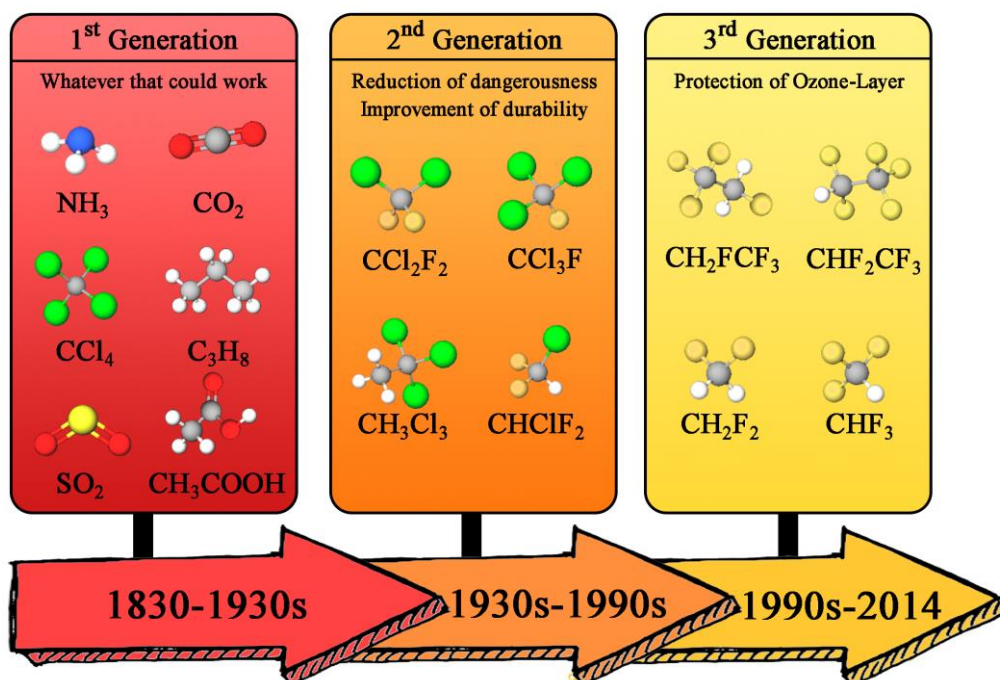 1st Generation
Whatever that could work
NH3
CO2
CCl4
C3H8
SO2
CH3COOH
2nd Generation
Reduction of dangerousness
Improvement of durability
CCl2F2
CCl3F
CH3Cl3
CHClF2
3rd Generation
Protection of Ozone-Layer
CH2FCF3
CHF2CF3
CH2F2
CHF3
1830-1930s
1930s-1990s
1990s-2014